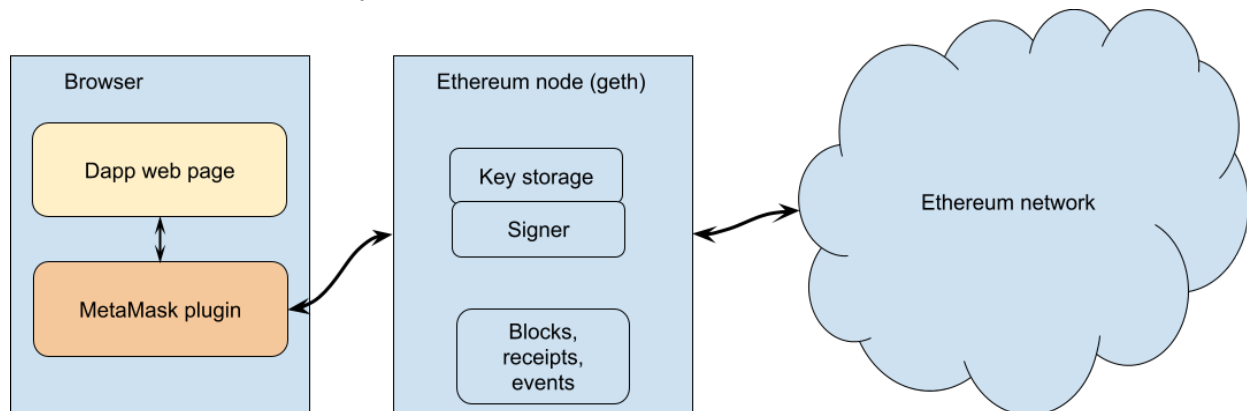 Browser
Dapp web page
MetaMask plugin
Ethereum node (geth)
Key storage
Signer
Blocks,
receipts,
events
Ethereum network